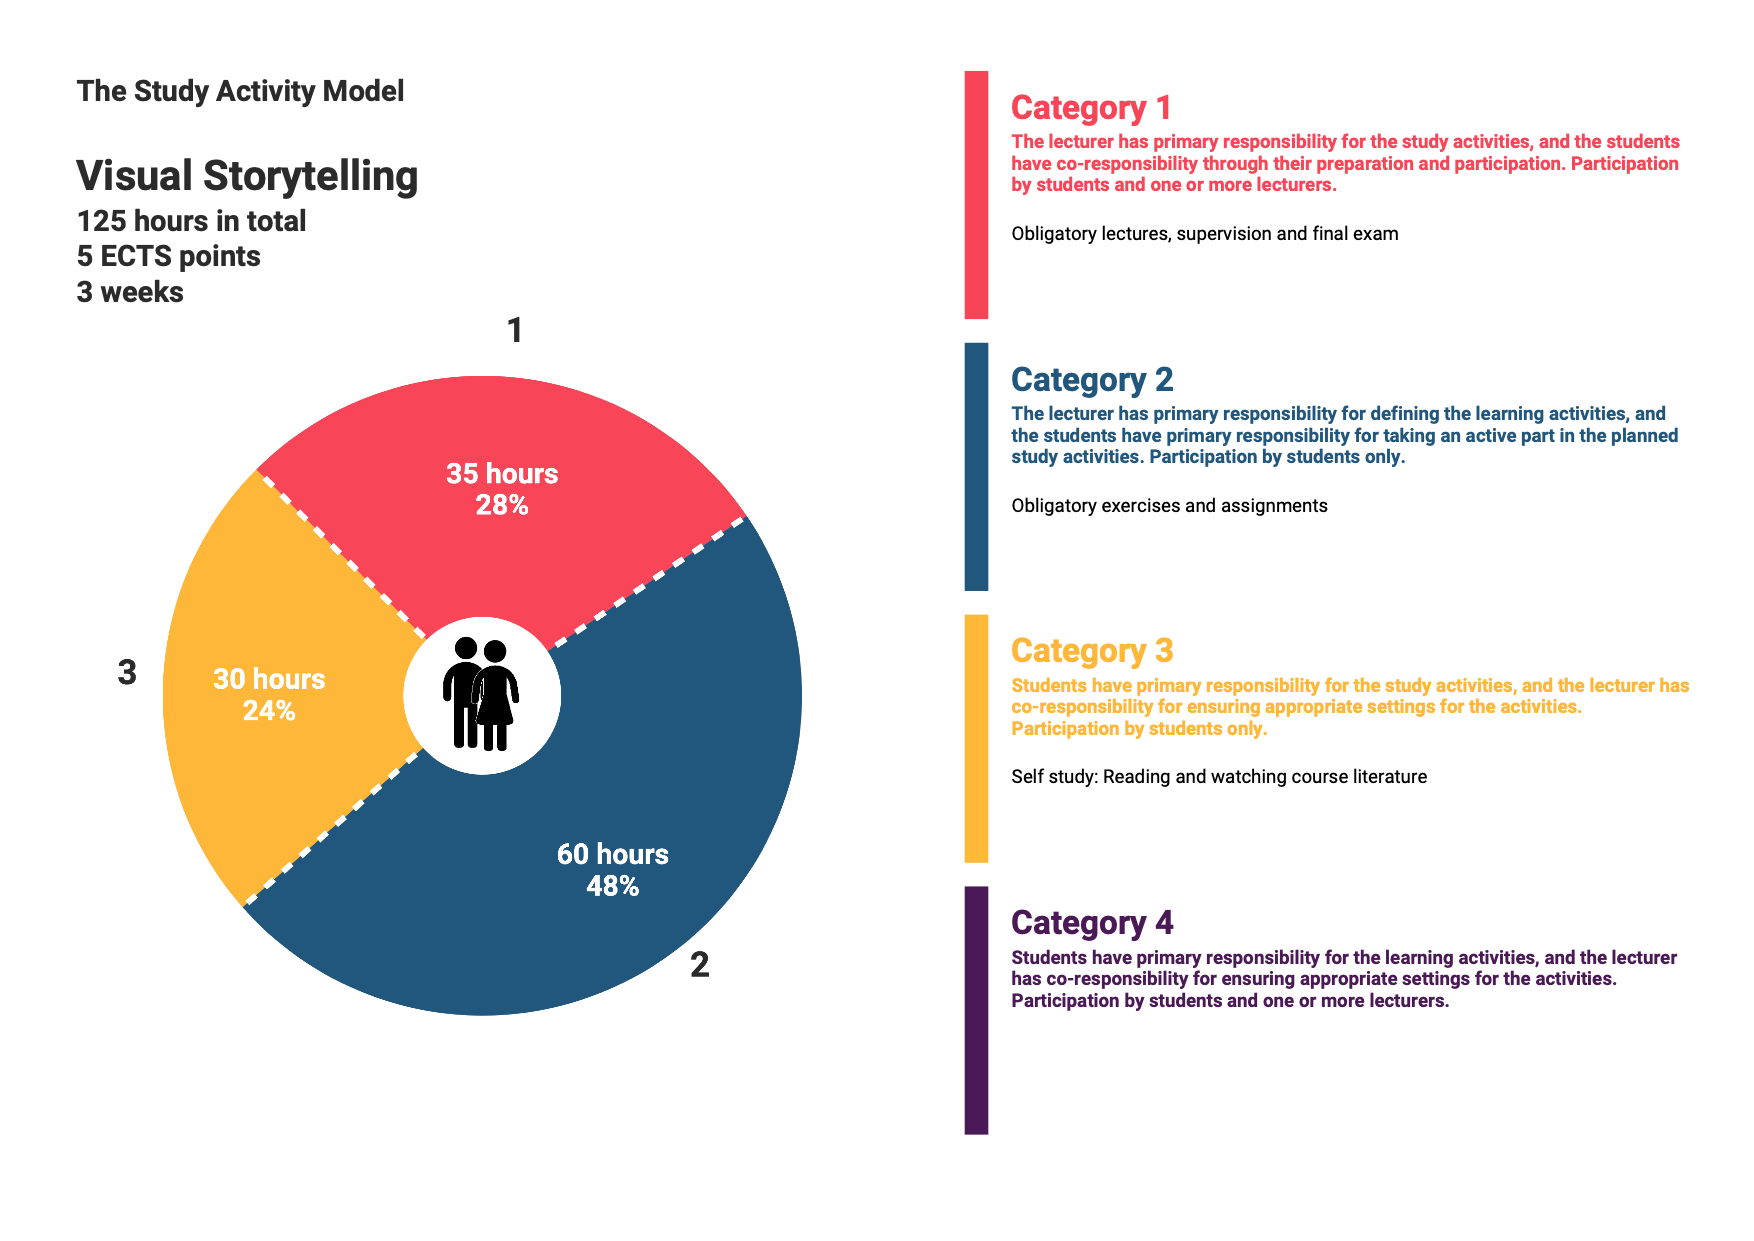 The Study Activity Model
Visual Storytelling
125 hours in total
5 ECTS points
3 weeks
1
35 hours
28%
3
30 hours
24%
60 hours
48%
2
Category 1
The lecturer has primary responsibility for the study activities, and the students
have co-responsibility through their preparation and participation. Participation
by students and one or more lecturers.
Obligatory lectures, supervision and final exam
Category 2
The lecturer has primary responsibility for defining the learning activities, and
the students have primary responsibility for taking an active part in the planned
study activities. Participation by students only.
Obligatory exercises and assignments
Category 3
Students have primary responsibility for the study activities, and the lecturer has
co-responsibility for ensuring appropriate settings for the activities.
Participation by students only.
Self study: Reading and watching course literature
Category 4
Students have primary responsibility for the learning activities, and the lecturer
has co-responsibility for ensuring appropriate settings for the activities.
Participation by students and one or more lecturers.